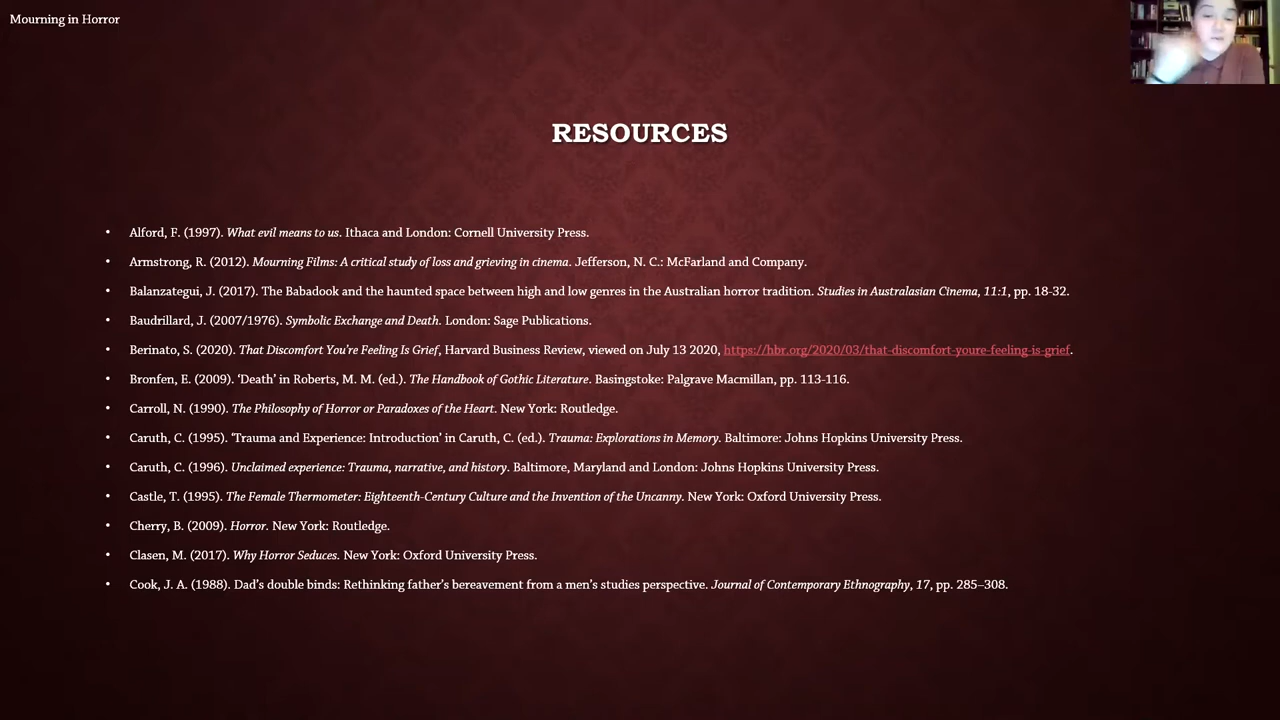 Mourning in Horror
RESOURCES
• Alford, F. (1997). What evil means to us. Ithaca and London: Cornell University Press.
• Armstrong, R. (2012). Mourning Films: A critical study of loss and grieving in cinema. Jefferson, N. C.: McFarland and Company.
• Balanzategui, J. (2017). The Babadook and the haunted space between high and low genres in the Australian horror tradition. Studies in Australasian Cinema, 11:1, pp. 18-32.
• Baudrillard, J. (2007/1976). Symbolic Exchange and Death. London: Sage Publications.
• Berinato, S. (2020). That Discomfort You’re Feeling Is Grief, Harvard Business Review, viewed on July 13 2020, https://hbr.org/2020/03/that-discomfort-youre-feeling-is-grief.
• Bronfen, E. (2009). ‘Death’ in Roberts, M. M. (ed.). The Handbook of Gothic Literature. Basingstoke: Palgrave Macmillan, pp. 113-116.
• Carroll, N. (1990). The Philosophy of Horror or Paradoxes of the Heart. New York: Routledge.
• Caruth, C. (1995). ‘Trauma and Experience: Introduction’ in Caruth, C. (ed.). Trauma: Explorations in Memory. Baltimore: Johns Hopkins University Press.
• Caruth, C. (1996). Unclaimed experience: Trauma, narrative, and history. Baltimore, Maryland and London: Johns Hopkins University Press.
• Castle, T. (1995). The Female Thermometer: Eighteenth-Century Culture and the Invention of the Uncanny. New York: Oxford University Press.
• Cherry, B. (2009). Horror. New York: Routledge.
• Clasen, M. (2017). Why Horror Seduces. New York: Oxford University Press.
• Cook, J. A. (1988). Dad’s double binds: Rethinking father’s bereavement from a men’s studies perspective. Journal of Contemporary Ethnography, 17, pp. 285–308.